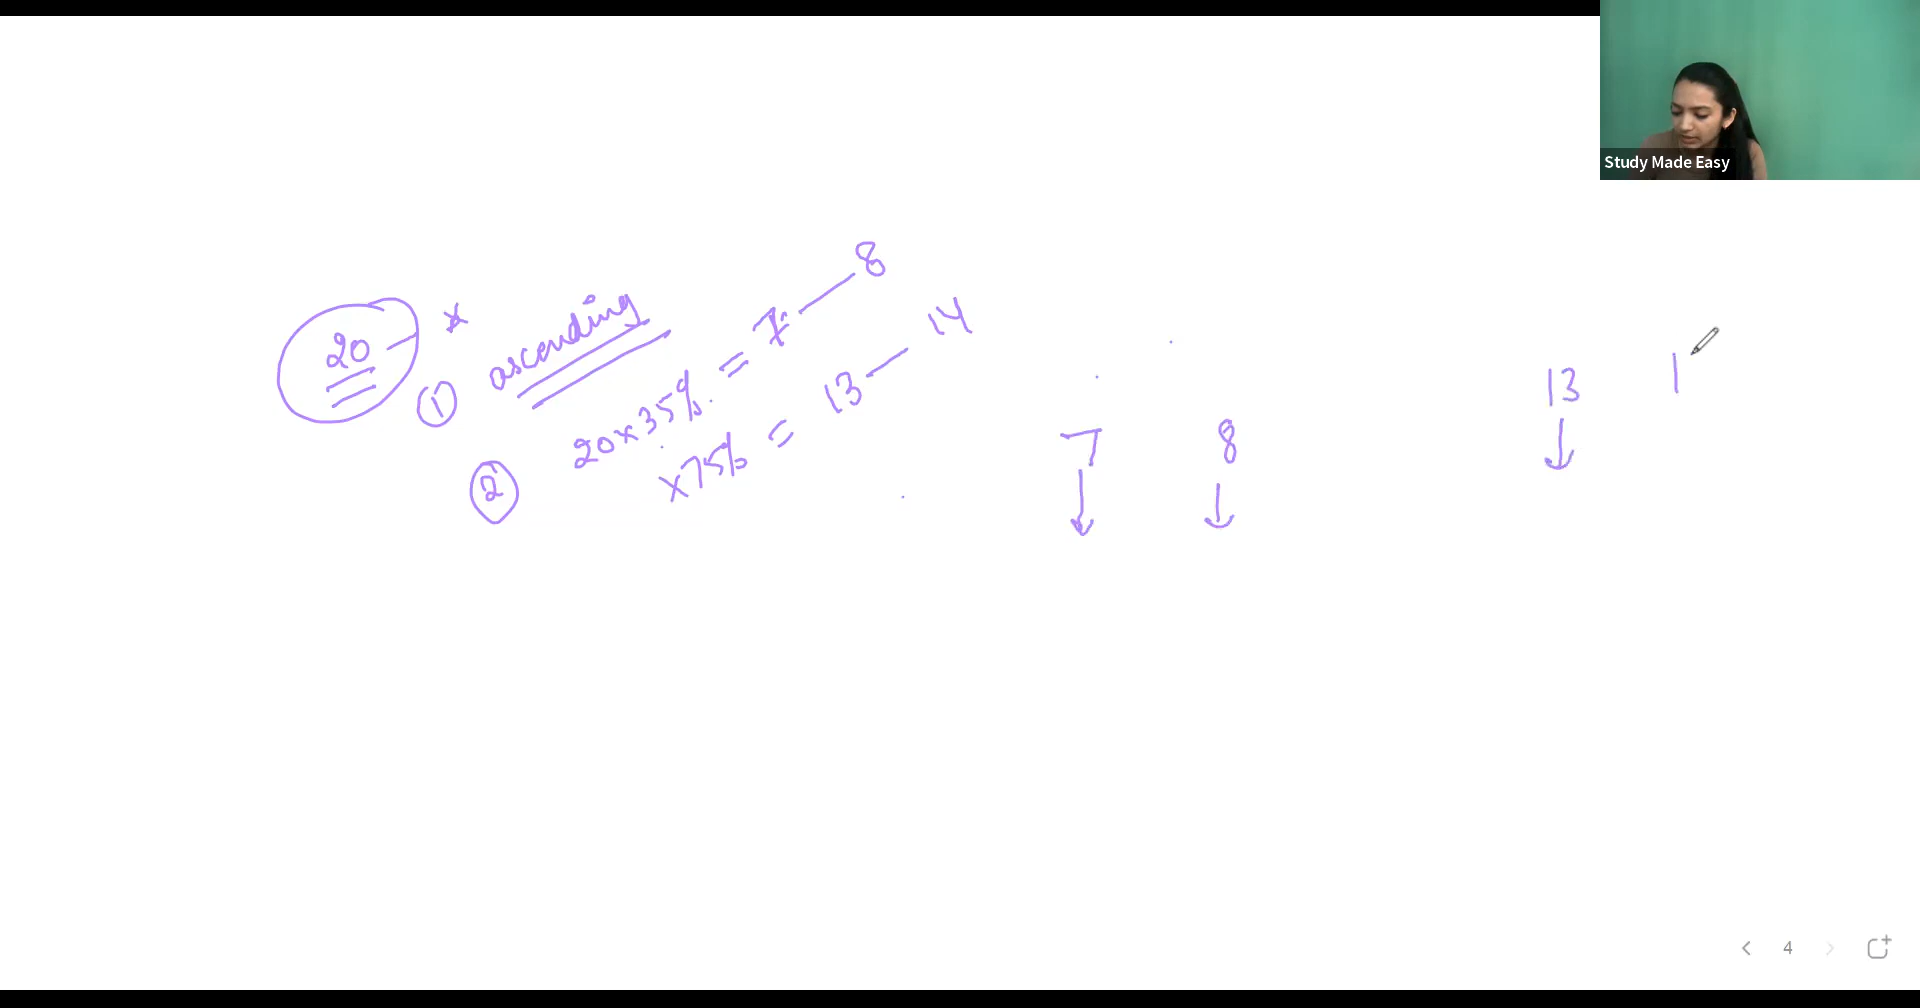 Study Made Easy
20 - *
① ascending
② 20 x 35% = 7 — 8
x 75% = 13 — 14
7 8 13 1
4